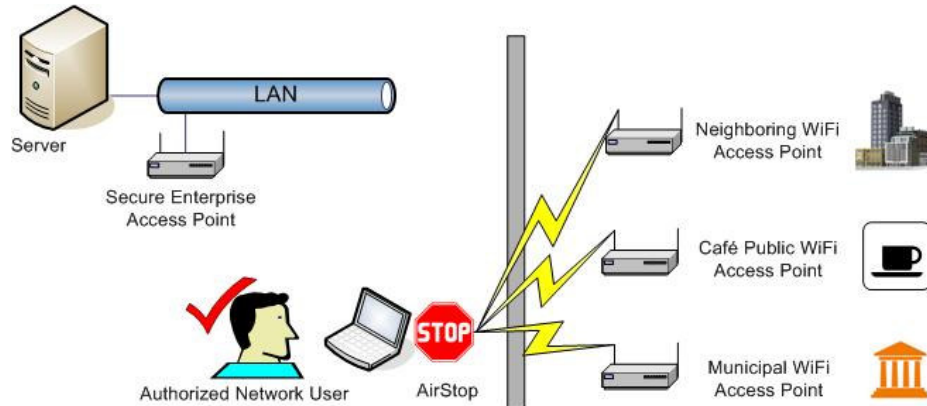 LAN
Server
Secure Enterprise
Access Point
Neighboring WiFi
Access Point
Café Public WiFi
Access Point
STOP
Authorized Network User
AirStop
Municipal WiFi
Access Point